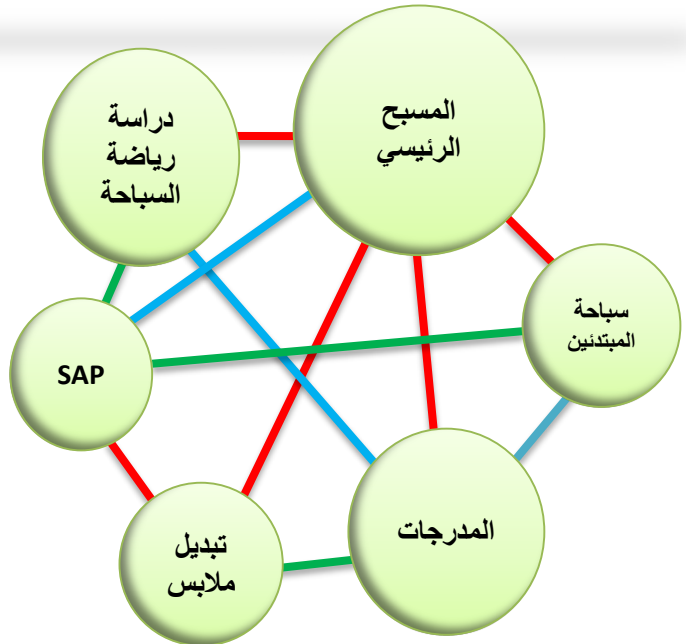 المسبح
الرئيسي
دراسة
رياضة
السباحة
سباحة
المبتدئين
SAP
المدرجات
تبديل
ملابس